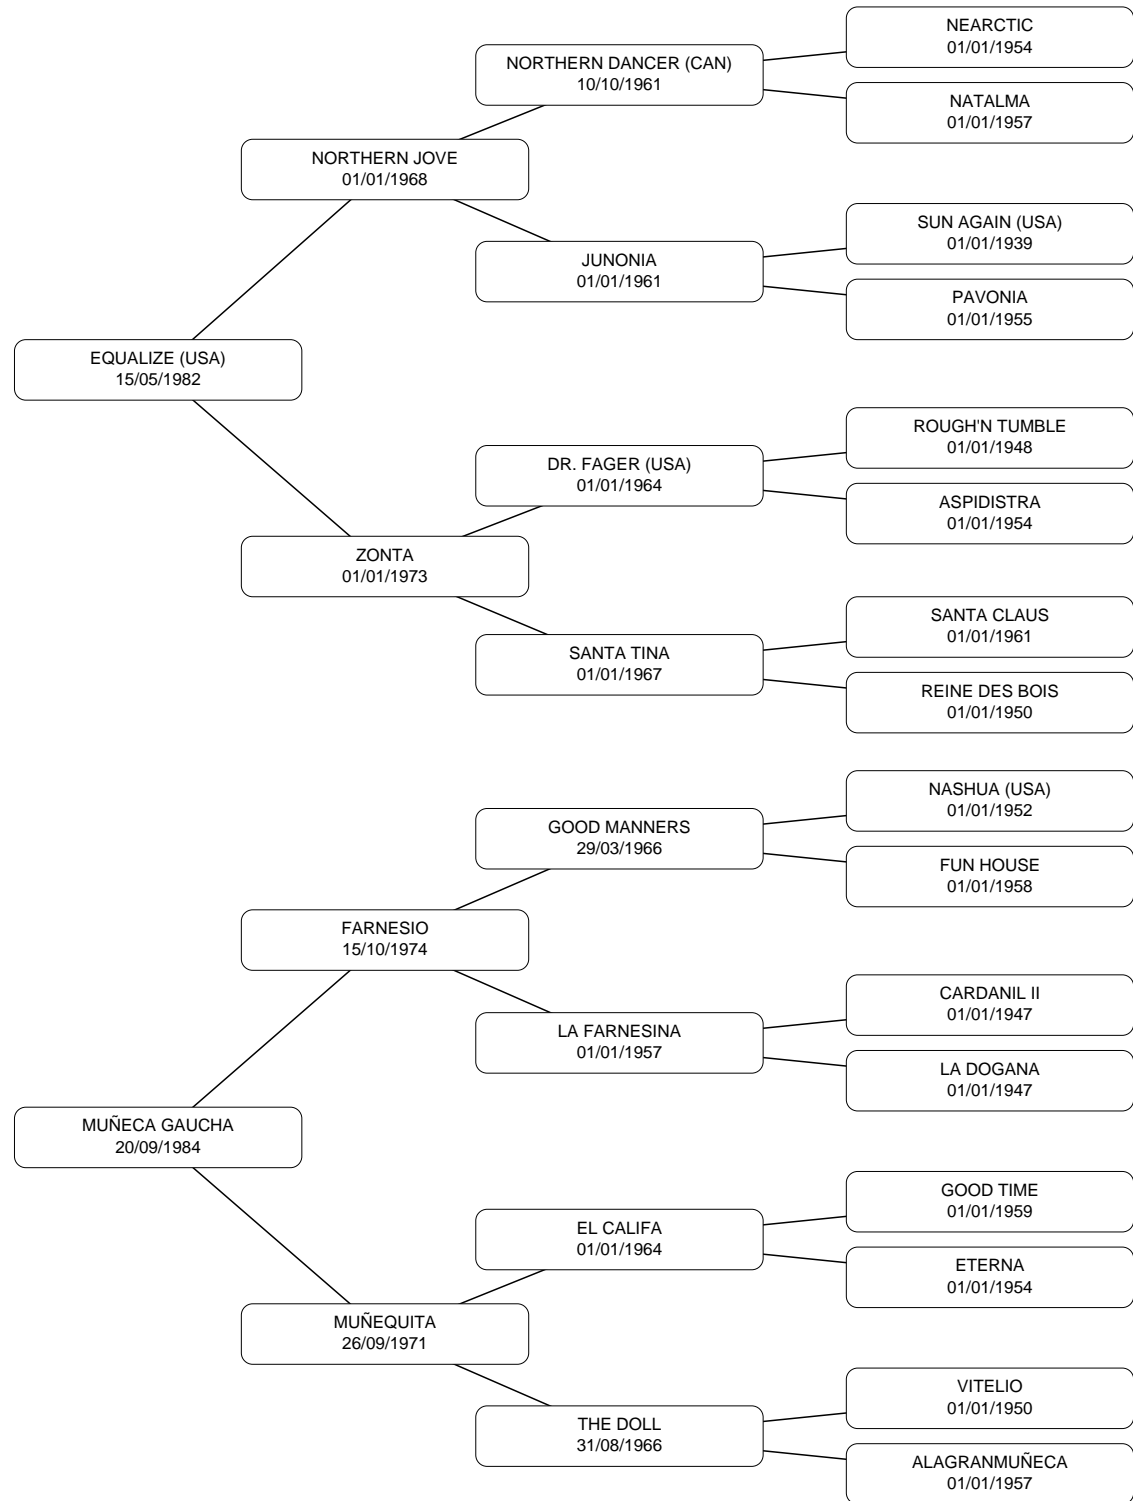 NEARCTIC
01/01/1954
NORTHERN DANCER (CAN)
10/10/1961
NATALMA
01/01/1957
NORTHERN JOVE
01/01/1968
SUN AGAIN (USA)
01/01/1939
JUNONIA
01/01/1961
PAVONIA
01/01/1955
EQUALIZE (USA)
15/05/1982
ROUGH'N TUMBLE
01/01/1948
DR. FAGER (USA)
01/01/1964
ASPIDISTRA
01/01/1954
ZONTA
01/01/1973
SANTA CLAUS
01/01/1961
SANTA TINA
01/01/1967
REINE DES BOIS
01/01/1950
NASHUA (USA)
01/01/1952
GOOD MANNERS
29/03/1966
FUN HOUSE
01/01/1958
FARNESIO
15/10/1974
CARDANIL II
01/01/1947
LA FARNESINA
01/01/1957
LA DOGANA
01/01/1947
MUÑECA GAUCHA
20/09/1984
GOOD TIME
01/01/1959
EL CALIFA
01/01/1964
ETERNA
01/01/1954
MUÑEQUITA
26/09/1971
VITELIO
01/01/1950
THE DOLL
31/08/1966
ALAGRANMUÑECA
01/01/1957